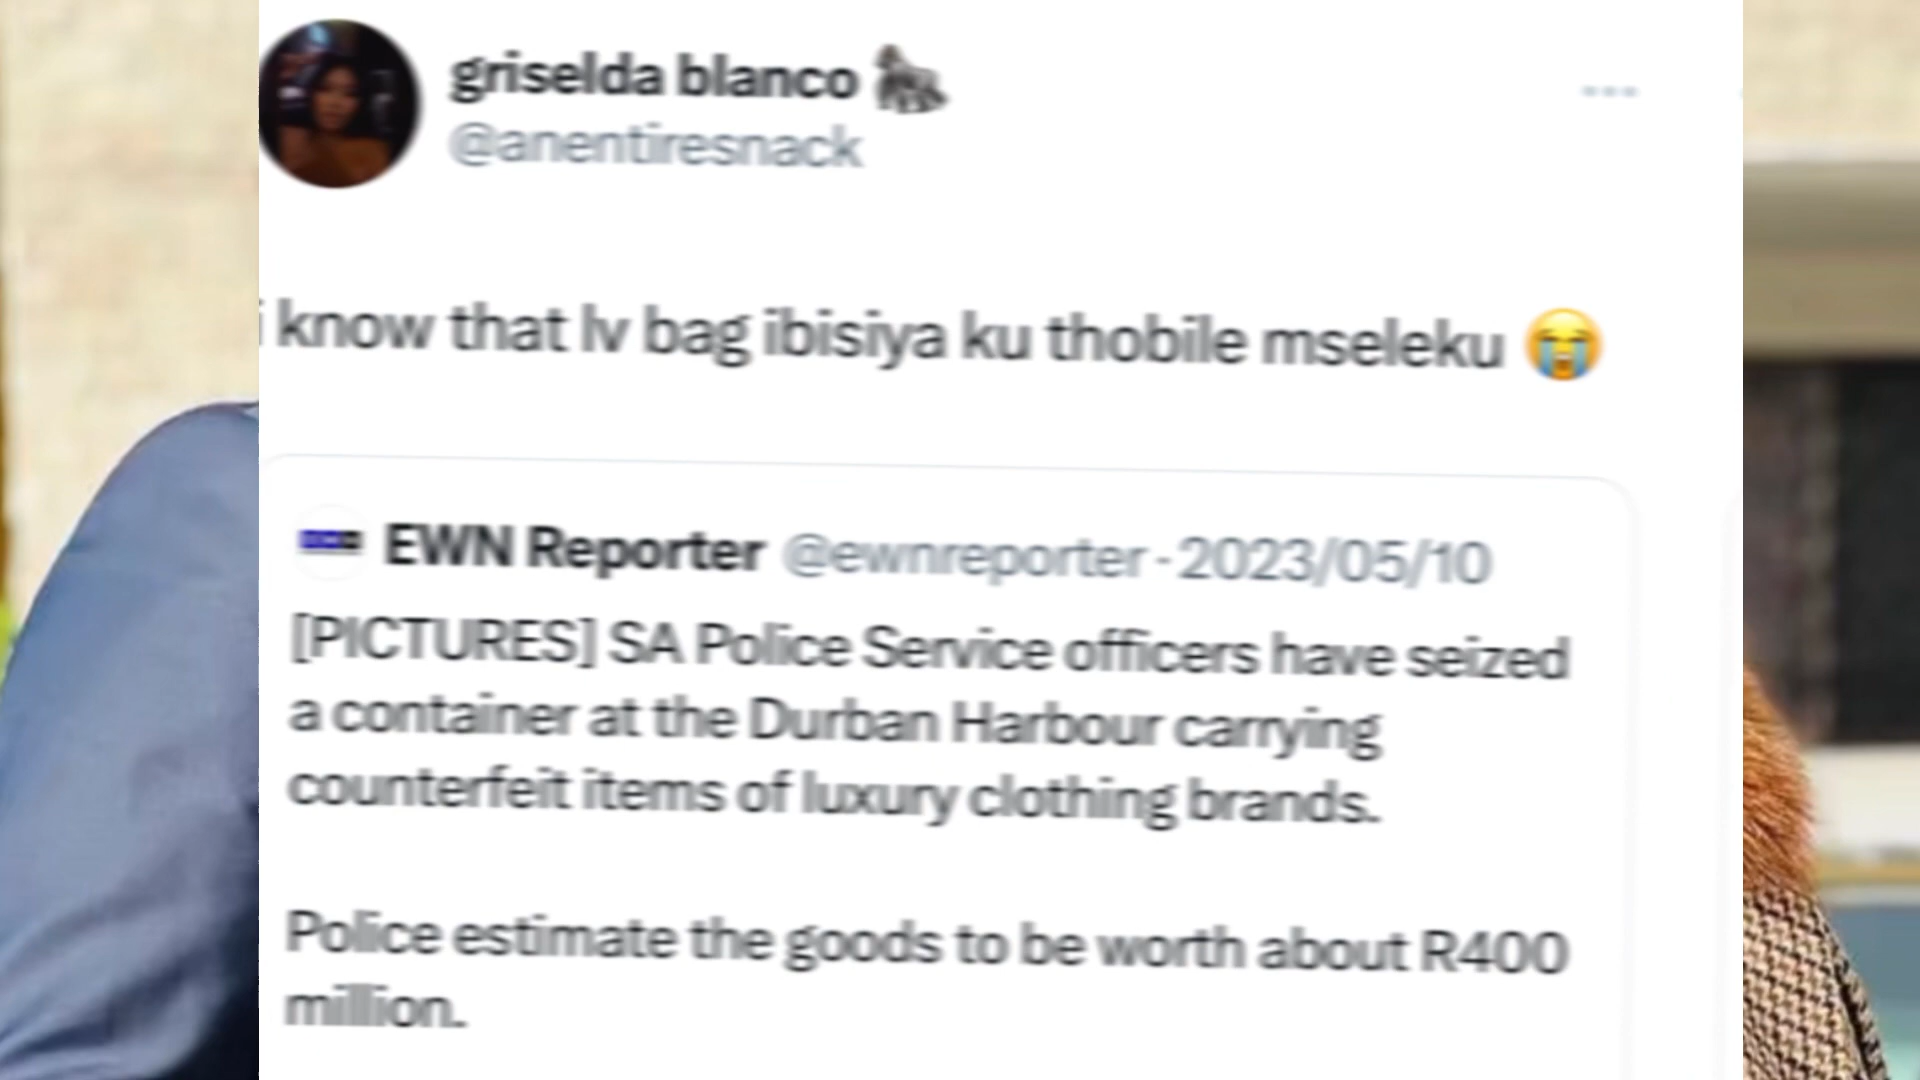 griselda blanco 🦍
@anentiresnack
i know that lv bag ibisiya ku thobile mseleku 😭
EWN Reporter @ewnreporter · 2023/05/10
[PICTURES] SA Police Service officers have seized
a container at the Durban Harbour carrying
counterfeit items of luxury clothing brands.
Police estimate the goods to be worth about R400
million.